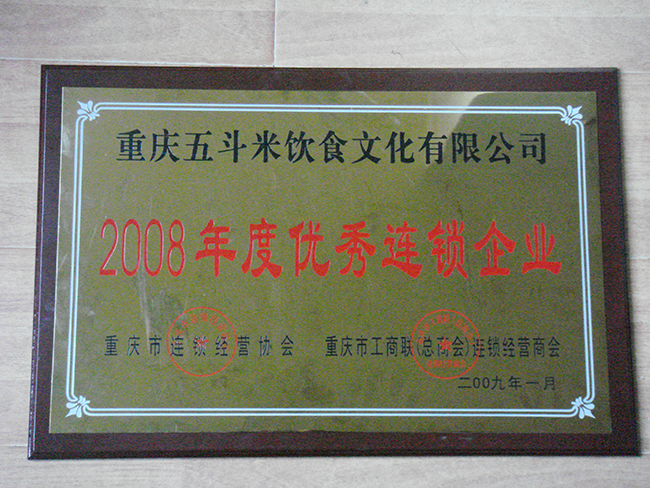 重庆五斗米饮食文化有限公司
2008年度优秀连锁企业
重庆市连锁经营协会 重庆市工商联(总商会)连锁经营商会
二00九年一月